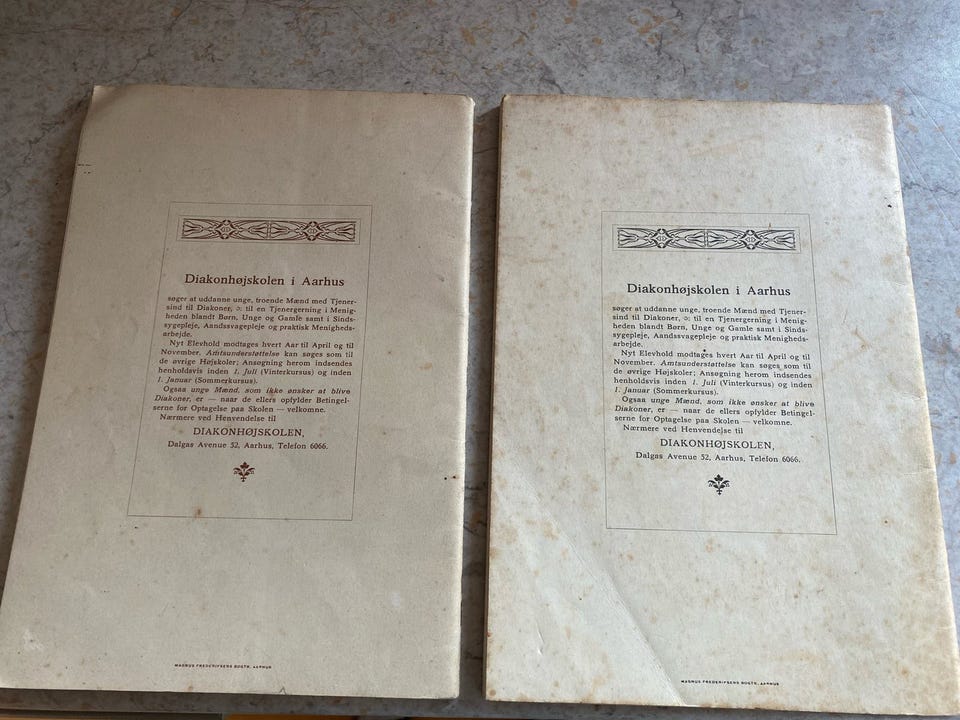 Diakonhøjskolen i Aarhus
søger at uddanne unge, troende Mænd med Tjener-
sind til Diakoner, ɔ: til en Tjenergerning i Menig-
heden blandt Børn, Unge og Gamle samt i Sinds-
sygepleje, Aandssvagepleje og praktisk Menigheds-
arbejde.
Nyt Elevhold modtages hvert Aar til April og til
November. Amtsunderstøttelse kan søges som til
de øvrige Højskoler; Ansøgning herom indsendes
henholdsvis inden 1. Juli (Vinterkursus) og inden
1. Januar (Sommerkursus).
Ogsaa unge Mænd, som ikke ønsker at blive
Diakoner, er — naar de ellers opfylder Betingel-
serne for Optagelse paa Skolen — velkomne.
Nærmere ved Henvendelse til
DIAKONHØJSKOLEN,
Dalgas Avenue 52, Aarhus, Telefon 6066.
MAGNUS FREDERIKSENS BOGTR. AARHUS
Diakonhøjskolen i Aarhus
søger at uddanne unge, troende Mænd med Tjener-
sind til Diakoner, ɔ: til en Tjenergerning i Menig-
heden blandt Børn, Unge og Gamle samt i Sinds-
sygepleje, Aandssvagepleje og praktisk Menigheds-
arbejde.
Nyt Elevhold modtages hvert Aar til April og til
November. Amtsunderstøttelse kan søges som til
de øvrige Højskoler; Ansøgning herom indsendes
henholdsvis inden 1. Juli (Vinterkursus) og inden
1. Januar (Sommerkursus).
Ogsaa unge Mænd, som ikke ønsker at blive
Diakoner, er — naar de ellers opfylder Betingel-
serne for Optagelse paa Skolen — velkomne.
Nærmere ved Henvendelse til
DIAKONHØJSKOLEN,
Dalgas Avenue 52, Aarhus, Telefon 6066.
MAGNUS FREDERIKSENS BOGTR. AARHUS